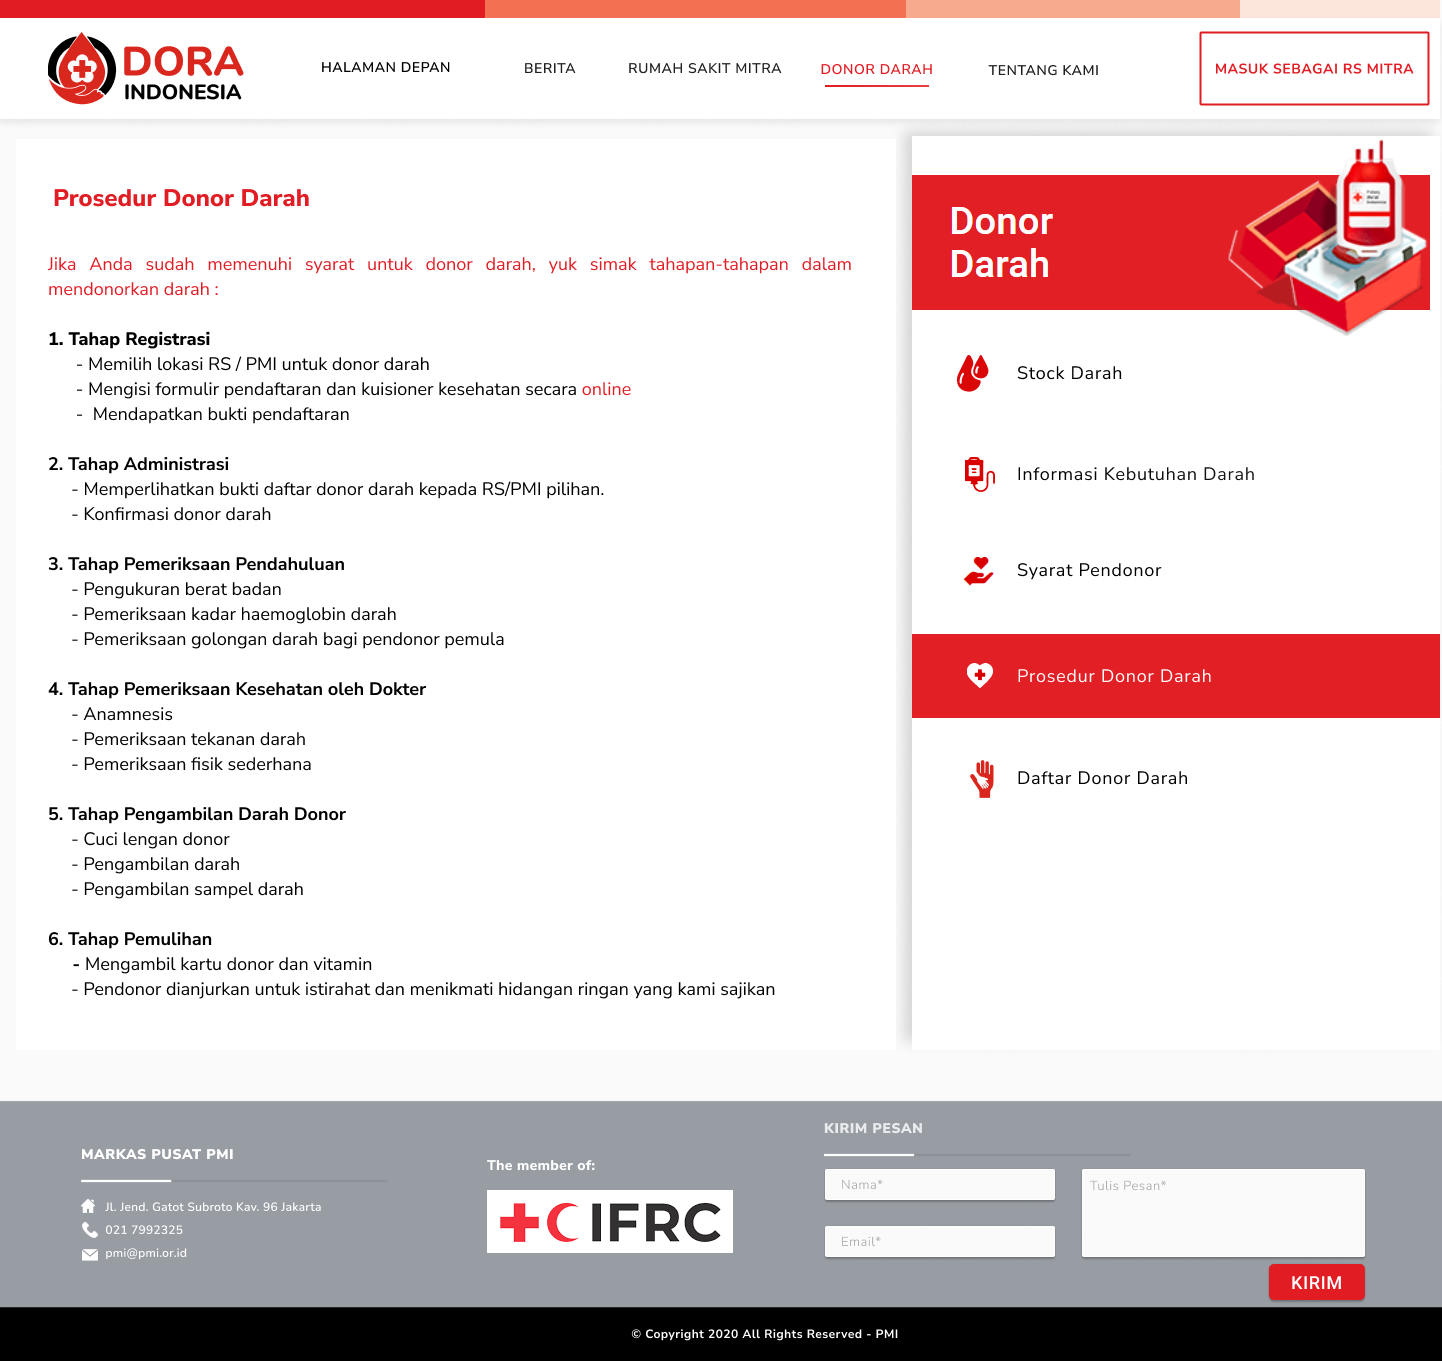 DORA
INDONESIA
HALAMAN DEPAN
BERITA
RUMAH SAKIT MITRA
DONOR DARAH
TENTANG KAMI
MASUK SEBAGAI RS MITRA
Prosedur Donor Darah
Jika Anda sudah memenuhi syarat untuk donor darah, yuk simak tahapan-tahapan dalam
mendonorkan darah :
1. Tahap Registrasi
- Memilih lokasi RS / PMI untuk donor darah
- Mengisi formulir pendaftaran dan kuisioner kesehatan secara online
- Mendapatkan bukti pendaftaran
2. Tahap Administrasi
- Memperlihatkan bukti daftar donor darah kepada RS/PMI pilihan.
- Konfirmasi donor darah
3. Tahap Pemeriksaan Pendahuluan
- Pengukuran berat badan
- Pemeriksaan kadar haemoglobin darah
- Pemeriksaan golongan darah bagi pendonor pemula
4. Tahap Pemeriksaan Kesehatan oleh Dokter
- Anamnesis
- Pemeriksaan tekanan darah
- Pemeriksaan fisik sederhana
5. Tahap Pengambilan Darah Donor
- Cuci lengan donor
- Pengambilan darah
- Pengambilan sampel darah
6. Tahap Pemulihan
- Mengambil kartu donor dan vitamin
- Pendonor dianjurkan untuk istirahat dan menikmati hidangan ringan yang kami sajikan
Donor
Darah
Stock Darah
Informasi Kebutuhan Darah
Syarat Pendonor
Prosedur Donor Darah
Daftar Donor Darah
MARKAS PUSAT PMI
Jl. Jend. Gatot Subroto Kav. 96 Jakarta
021 7992325
pmi@pmi.or.id
The member of:
IFRC
KIRIM PESAN
Nama*
Email*
Tulis Pesan*
KIRIM
© Copyright 2020 All Rights Reserved - PMI